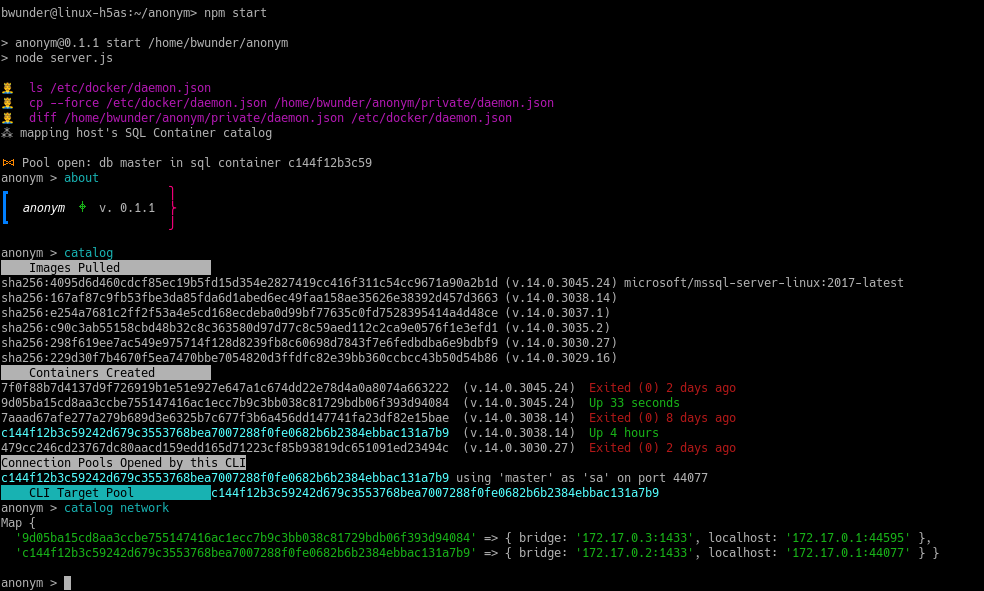 bwunder@linux-h5as:~/anonym> npm start
> anonym@0.1.1 start /home/bwunder/anonym
> node server.js
ls /etc/docker/daemon.json
cp --force /etc/docker/daemon.json /home/bwunder/anonym/private/daemon.json
diff /home/bwunder/anonym/private/daemon.json /etc/docker/daemon.json
⁂ mapping host's SQL Container catalog
⋈ Pool open: db master in sql container c144f12b3c59
anonym > about
anonym ⌖ v. 0.1.1
anonym > catalog
Images Pulled
sha256:4095d6d460cdcf85ec19b5fd15d354e2827419cc416f311c54cc9671a90a2b1d (v.14.0.3045.24) microsoft/mssql-server-linux:2017-latest
sha256:167af87c9fb53fbe3da85fda6d1abed6ec49faa158ae35626e38392d457d3663 (v.14.0.3038.14)
sha256:e254a7681c2ff2f53a4e5cd168ecdeba0d99bf77635c0fd7528395414a4d48ce (v.14.0.3037.1)
sha256:c90c3ab55158cbd48b32c8c363580d97d77c8c59aed112c2ca9e0576f1e3efd1 (v.14.0.3035.2)
sha256:298f619ee7ac549e975714f128d8239fb8c60698d7843f7e6fedbdba6e9bdbf9 (v.14.0.3030.27)
sha256:229d30f7b4670f5ea7470bbe7054820d3ffdfc82e39bb360ccbcc43b50d54b86 (v.14.0.3029.16)
Containers Created
7f0f88b7d4137d9f726919b1e51e927e647a1c674dd22e78d4a0a8074a663222 (v.14.0.3045.24) Exited (0) 2 days ago
9d05ba15cd8aa3ccbe755147416ac1ecc7b9c3bb038c81729bdb06f393d94084 (v.14.0.3045.24) Up 33 seconds
7aaad67afe277a279b689d3e6325b7c677f3b6a456dd147741fa23df82e15bae (v.14.0.3038.14) Exited (0) 8 days ago
c144f12b3c59242d679c3553768bea7007288f0fe0682b6b2384ebbac131a7b9 (v.14.0.3038.14) Up 4 hours
479cc246cd23767dc80aacd159edd165d71223cf85b93819dc651091ed23494c (v.14.0.3030.27) Exited (0) 2 days ago
Connection Pools Opened by this CLI
c144f12b3c59242d679c3553768bea7007288f0fe0682b6b2384ebbac131a7b9 using 'master' as 'sa' on port 44077
CLI Target Pool c144f12b3c59242d679c3553768bea7007288f0fe0682b6b2384ebbac131a7b9
anonym > catalog network
Map {
'9d05ba15cd8aa3ccbe755147416ac1ecc7b9c3bb038c81729bdb06f393d94084' => { bridge: '172.17.0.3:1433', localhost: '172.17.0.1:44595' },
'c144f12b3c59242d679c3553768bea7007288f0fe0682b6b2384ebbac131a7b9' => { bridge: '172.17.0.2:1433', localhost: '172.17.0.1:44077' } }
anonym >